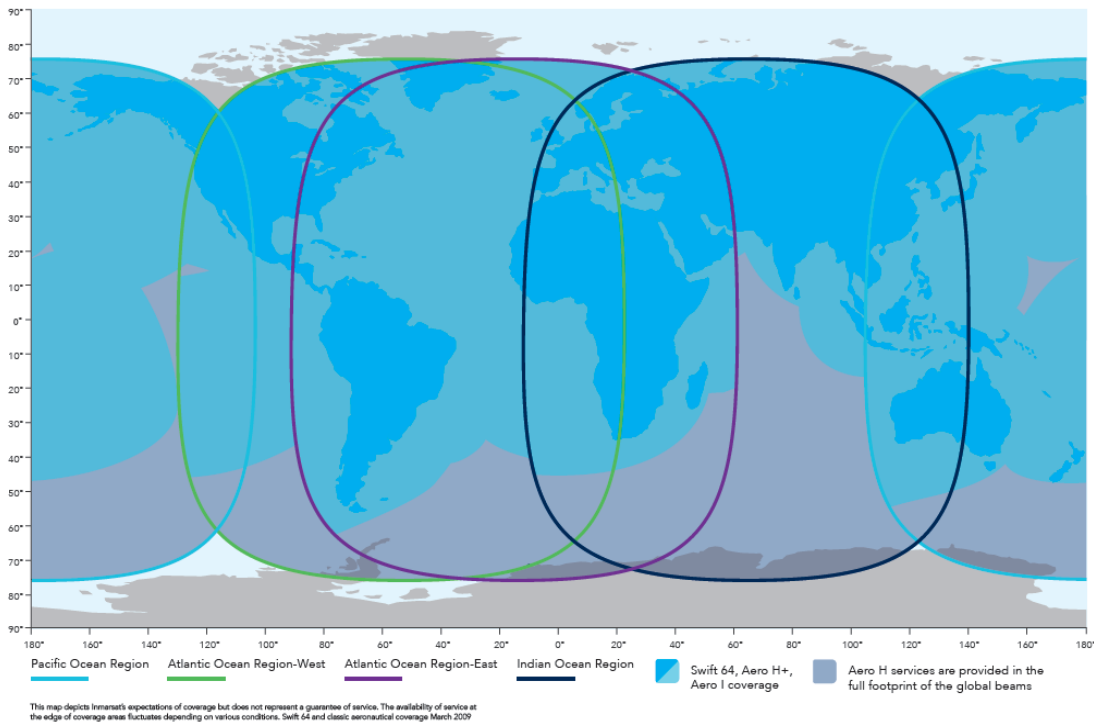 90°
80°
70°
60°
50°
40°
30°
20°
10°
0°
10°
20°
30°
40°
50°
60°
70°
80°
90°
180° 160° 140° 120° 100° 80° 60° 40° 20° 0° 20° 40° 60° 80° 100° 120° 140° 160° 180°
Pacific Ocean Region Atlantic Ocean Region-West Atlantic Ocean Region-East Indian Ocean Region
Swift 64, Aero H+,
Aero I coverage
Aero H services are provided in the
full footprint of the global beams
This map depicts Inmarsat's expectations of coverage but does not represent a guarantee of service. The availability of service at
the edge of coverage areas fluctuates depending on various conditions. Swift 64 and classic aeronautical coverage March 2009